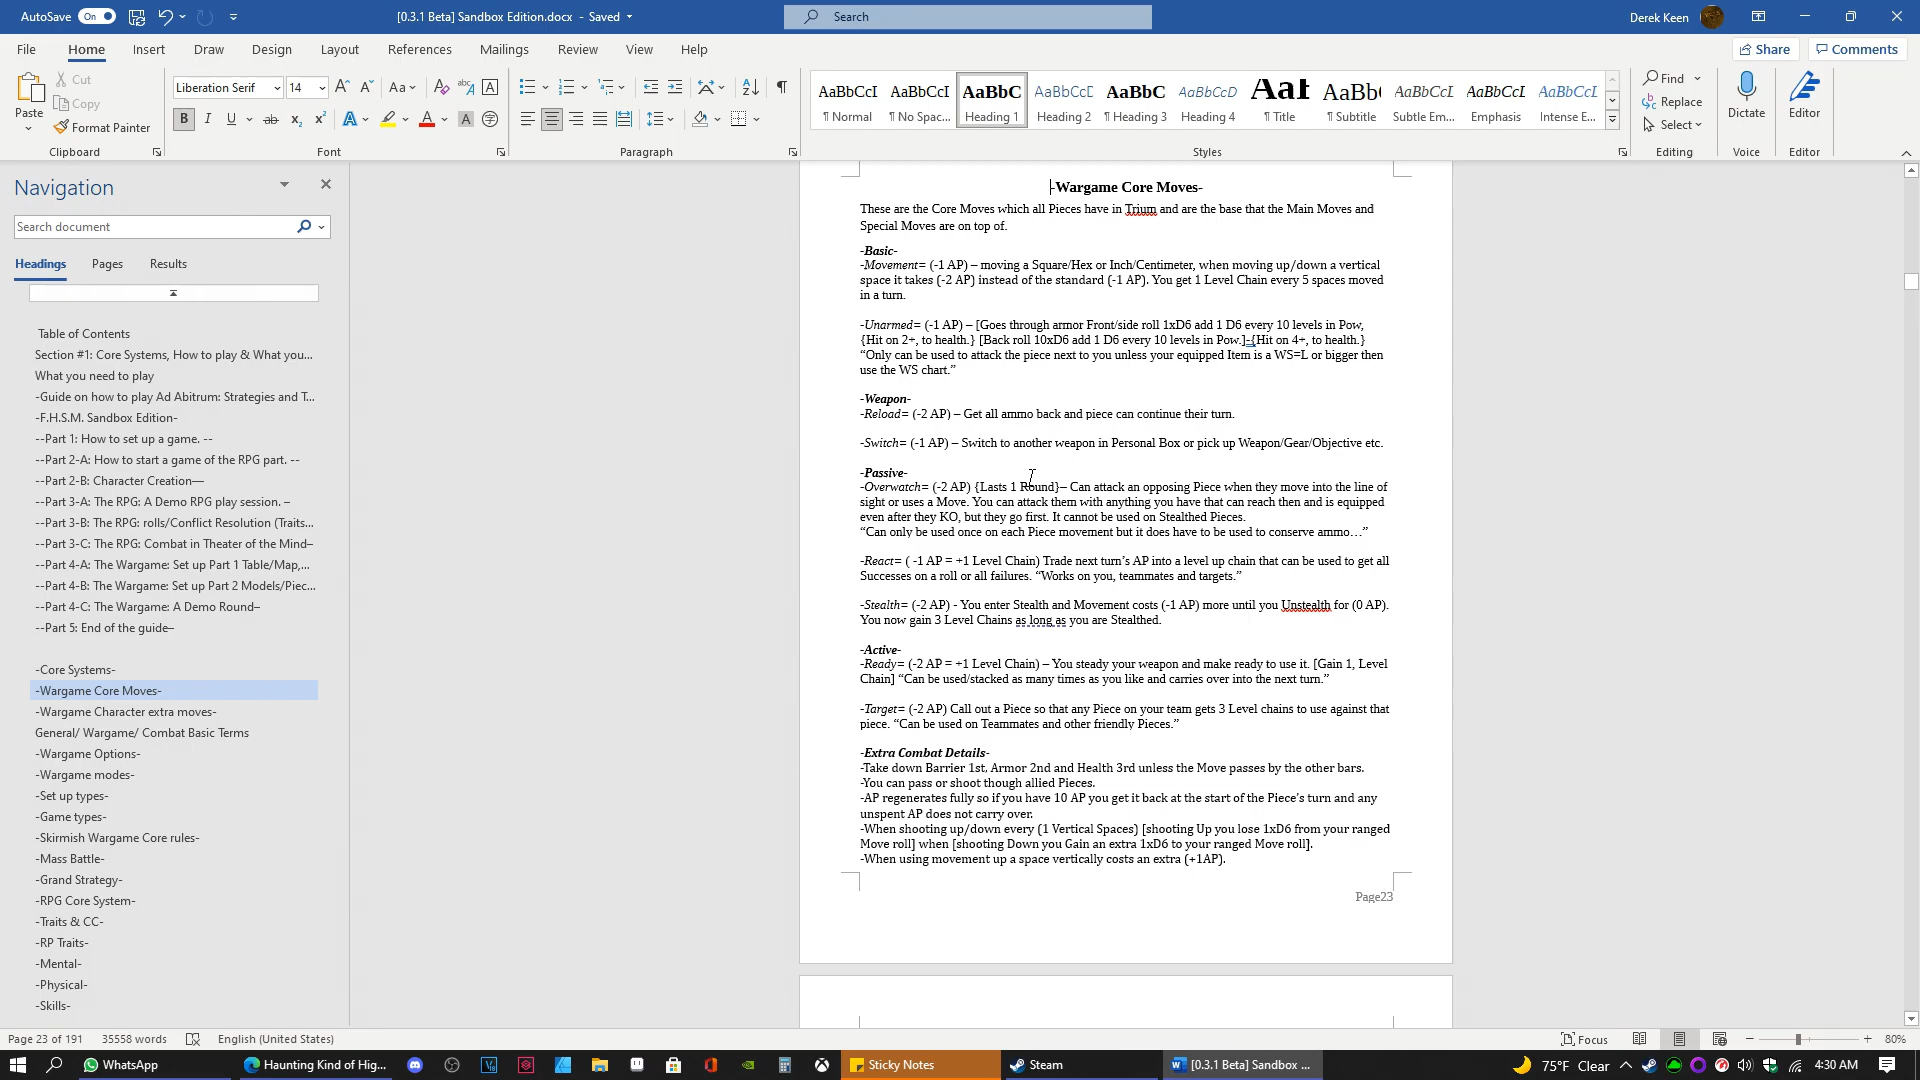 AutoSave On
[0.3.1 Beta] Sandbox Edition.docx - Saved
Search
Derek Keen
File Home Insert Draw Design Layout References Mailings Review View Help
Share Comments
Paste
Cut
Copy
Format Painter
Clipboard
Liberation Serif 14
Font
Paragraph
AaBbCcI AaBbCcI AaBbC AaBbCcD AaBbC AaBbCcD AaB AaBb( AaBbCcL AaBbCcL AaBbCcL
¶ Normal ¶ No Spac... Heading 1 Heading 2 ¶ Heading 3 Heading 4 ¶ Title ¶ Subtitle Subtle Em... Emphasis Intense E...
Styles
Find
Replace
Select
Editing
Dictate
Voice
Editor
Editor
Navigation
Search document
Headings Pages Results
Table of Contents
Section #1: Core Systems, How to play & What you...
What you need to play
-Guide on how to play Ad Abitrum: Strategies and T...
-F.H.S.M. Sandbox Edition-
--Part 1: How to set up a game. --
--Part 2-A: How to start a game of the RPG part. --
--Part 2-B: Character Creation—
--Part 3-A: The RPG: A Demo RPG play session. –
--Part 3-B: The RPG: rolls/Conflict Resolution (Traits...
--Part 3-C: The RPG: Combat in Theater of the Mind–
--Part 4-A: The Wargame: Set up Part 1 Table/Map,...
--Part 4-B: The Wargame: Set up Part 2 Models/Piec...
--Part 4-C: The Wargame: A Demo Round–
--Part 5: End of the guide–
-Core Systems-
-Wargame Core Moves-
-Wargame Character extra moves-
General/ Wargame/ Combat Basic Terms
-Wargame Options-
-Wargame modes-
-Set up types-
-Game types-
-Skirmish Wargame Core rules-
-Mass Battle-
-Grand Strategy-
-RPG Core System-
-Traits & CC-
-RP Traits-
-Mental-
-Physical-
-Skills-
-Wargame Core Moves-
These are the Core Moves which all Pieces have in Trium and are the base that the Main Moves and
Special Moves are on top of.
-Basic-
-Movement= (-1 AP) – moving a Square/Hex or Inch/Centimeter, when moving up/down a vertical
space it takes (-2 AP) instead of the standard (-1 AP). You get 1 Level Chain every 5 spaces moved
in a turn.
-Unarmed= (-1 AP) – [Goes through armor Front/side roll 1xD6 add 1 D6 every 10 levels in Pow,
{Hit on 2+, to health.} [Back roll 10xD6 add 1 D6 every 10 levels in Pow.]-{Hit on 4+, to health.}
“Only can be used to attack the piece next to you unless your equipped Item is a WS=L or bigger then
use the WS chart.”
-Weapon-
-Reload= (-2 AP) – Get all ammo back and piece can continue their turn.
-Switch= (-1 AP) – Switch to another weapon in Personal Box or pick up Weapon/Gear/Objective etc.
-Passive-
-Overwatch= (-2 AP) {Lasts 1 Round}– Can attack an opposing Piece when they move into the line of
sight or uses a Move. You can attack them with anything you have that can reach then and is equipped
even after they KO, but they go first. It cannot be used on Stealthed Pieces.
“Can only be used once on each Piece movement but it does have to be used to conserve ammo…”
-React= ( -1 AP = +1 Level Chain) Trade next turn’s AP into a level up chain that can be used to get all
Successes on a roll or all failures. “Works on you, teammates and targets.”
-Stealth= (-2 AP) - You enter Stealth and Movement costs (-1 AP) more until you Unstealth for (0 AP).
You now gain 3 Level Chains as long as you are Stealthed.
-Active-
-Ready= (-2 AP = +1 Level Chain) – You steady your weapon and make ready to use it. [Gain 1, Level
Chain] “Can be used/stacked as many times as you like and carries over into the next turn.”
-Target= (-2 AP) Call out a Piece so that any Piece on your team gets 3 Level chains to use against that
piece. “Can be used on Teammates and other friendly Pieces.”
-Extra Combat Details-
-Take down Barrier 1st, Armor 2nd and Health 3rd unless the Move passes by the other bars.
-You can pass or shoot though allied Pieces.
-AP regenerates fully so if you have 10 AP you get it back at the start of the Piece’s turn and any
unspent AP does not carry over.
-When shooting up/down every (1 Vertical Spaces) [shooting Up you lose 1xD6 from your ranged
Move roll] when [shooting Down you Gain an extra 1xD6 to your ranged Move roll].
-When using movement up a space vertically costs an extra (+1AP).
Page23
Page 23 of 191 35558 words English (United States)
Focus 80%
WhatsApp
Haunting Kind of Hig...
Sticky Notes
Steam
[0.3.1 Beta] Sandbox ...
75°F Clear
4:30 AM